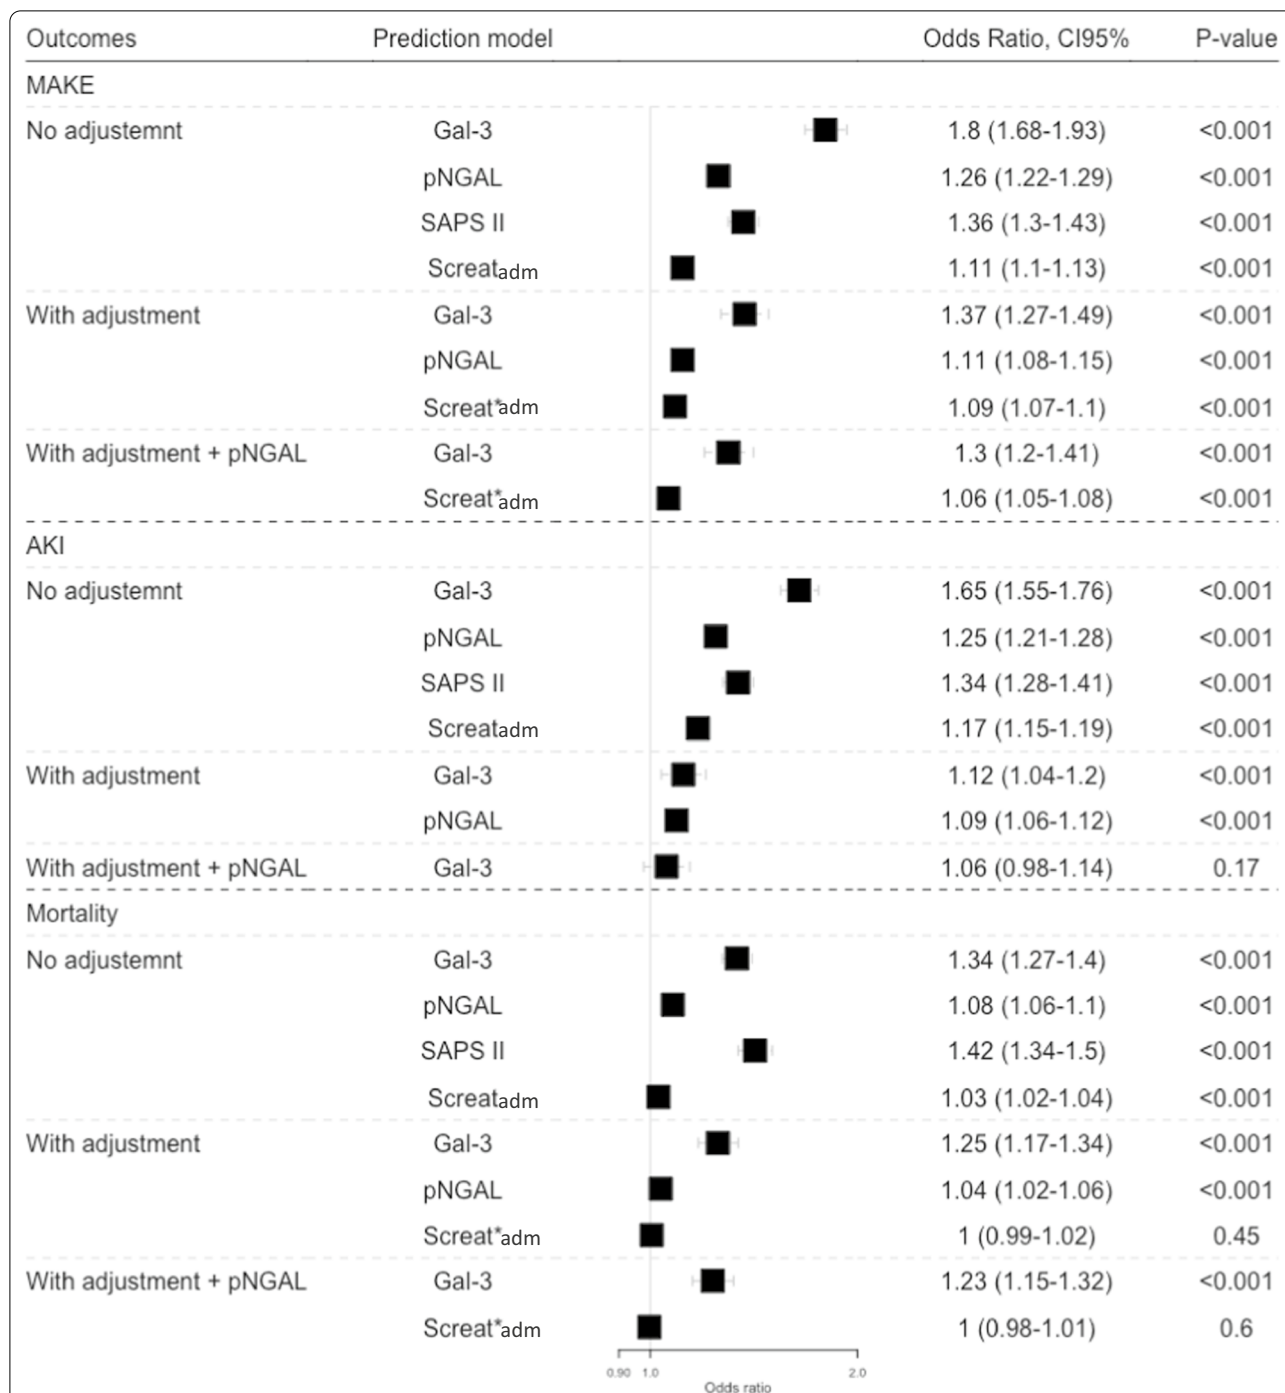 Outcomes Prediction model Odds Ratio, CI95% P-value
MAKE
No adjustemnt Gal-3 1.8 (1.68-1.93) <0.001
pNGAL 1.26 (1.22-1.29) <0.001
SAPS II 1.36 (1.3-1.43) <0.001
Screatadm 1.11 (1.1-1.13) <0.001
With adjustment Gal-3 1.37 (1.27-1.49) <0.001
pNGAL 1.11 (1.08-1.15) <0.001
Screat*adm 1.09 (1.07-1.1) <0.001
With adjustment + pNGAL Gal-3 1.3 (1.2-1.41) <0.001
Screat*adm 1.06 (1.05-1.08) <0.001
AKI
No adjustemnt Gal-3 1.65 (1.55-1.76) <0.001
pNGAL 1.25 (1.21-1.28) <0.001
SAPS II 1.34 (1.28-1.41) <0.001
Screatadm 1.17 (1.15-1.19) <0.001
With adjustment Gal-3 1.12 (1.04-1.2) <0.001
pNGAL 1.09 (1.06-1.12) <0.001
With adjustment + pNGAL Gal-3 1.06 (0.98-1.14) 0.17
Mortality
No adjustemnt Gal-3 1.34 (1.27-1.4) <0.001
pNGAL 1.08 (1.06-1.1) <0.001
SAPS II 1.42 (1.34-1.5) <0.001
Screatadm 1.03 (1.02-1.04) <0.001
With adjustment Gal-3 1.25 (1.17-1.34) <0.001
pNGAL 1.04 (1.02-1.06) <0.001
Screat*adm 1 (0.99-1.02) 0.45
With adjustment + pNGAL Gal-3 1.23 (1.15-1.32) <0.001
Screat*adm 1 (0.98-1.01) 0.6
0.90 1.0 2.0
Odds ratio